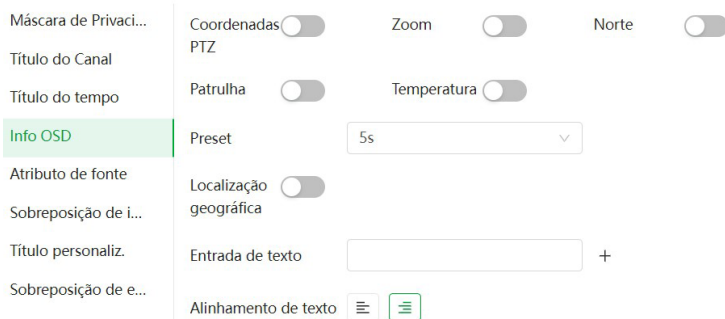 Máscara de Privaci...
Título do Canal
Título do tempo
Info OSD
Atributo de fonte
Sobreposição de i...
Título personaliz.
Sobreposição de e...
Coordenadas PTZ
Zoom
Norte
Patrulha
Temperatura
Preset
5s
Localização
geográfica
Entrada de texto
+
Alinhamento de texto